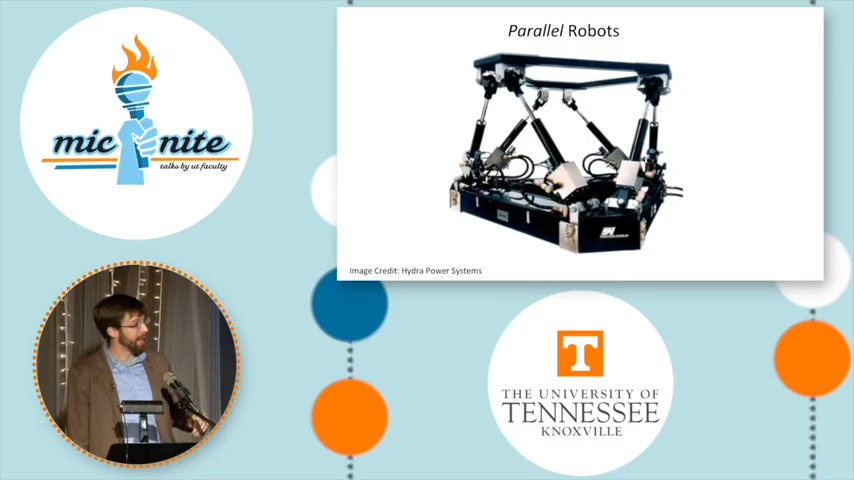 mic nite
talks by ut faculty
Parallel Robots
Image Credit: Hydra Power Systems
T
THE UNIVERSITY OF
TENNESSEE
KNOXVILLE